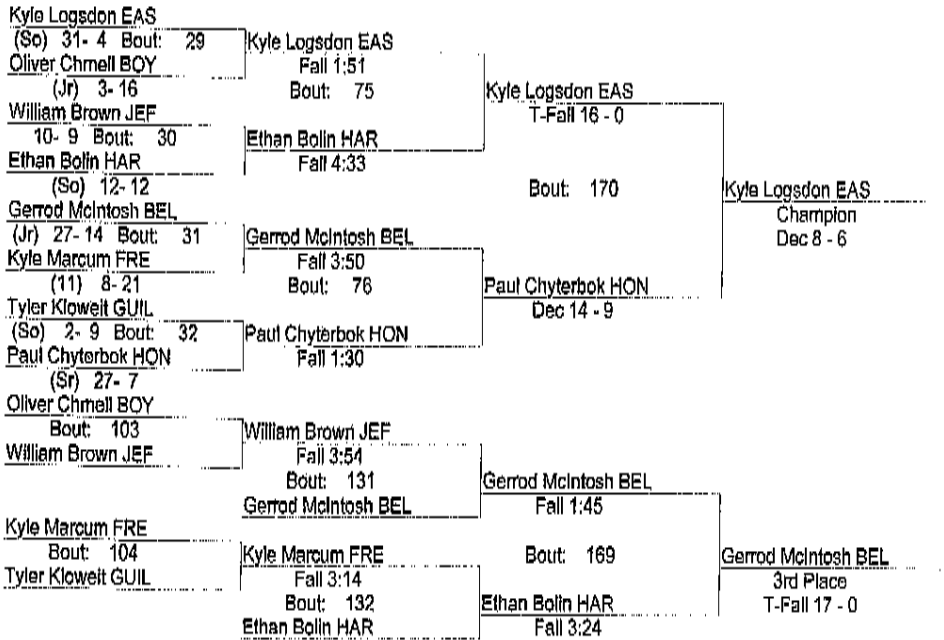 Kyle Logsdon EAS
(So) 31- 4 Bout: 29
Kyle Logsdon EAS
Oliver Chmell BOY
Fall 1:51
(Jr) 3- 16
Bout: 75
Kyle Logsdon EAS
William Brown JEF
T-Fall 16 - 0
10- 9 Bout: 30
Ethan Bolin HAR
Ethan Bolin HAR
Fall 4:33
(So) 12- 12
Bout: 170
Kyle Logsdon EAS
Gerrod McIntosh BEL
Champion
(Jr) 27- 14 Bout: 31
Gerrod McIntosh BEL
Dec 8 - 6
Kyle Marcum FRE
Fall 3:50
(11) 8- 21
Bout: 76
Paul Chyterbok HON
Tyler Kloweit GUIL
Dec 14 - 9
(So) 2- 9 Bout: 32
Paul Chyterbok HON
Paul Chyterbok HON
Fall 1:30
(Sr) 27- 7
Oliver Chmell BOY
Bout: 103
William Brown JEF
William Brown JEF
Fall 3:54
Bout: 131
Gerrod McIntosh BEL
Gerrod McIntosh BEL
Fall 1:45
Kyle Marcum FRE
Bout: 104
Kyle Marcum FRE
Bout: 169
Gerrod McIntosh BEL
Tyler Kloweit GUIL
Fall 3:14
3rd Place
Bout: 132
Ethan Bolin HAR
T-Fall 17 - 0
Ethan Bolin HAR
Fall 3:24